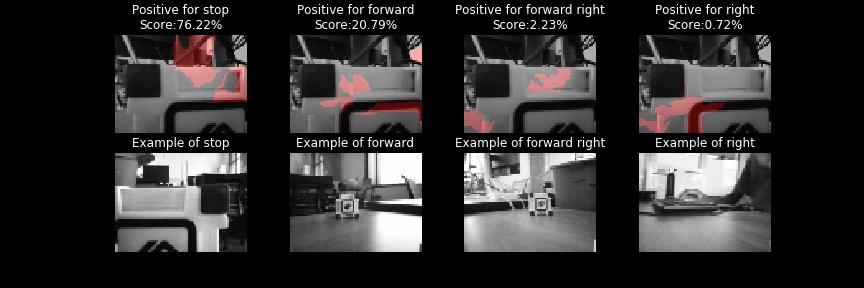 Positive for stop
Score:76.22%
Positive for forward
Score:20.79%
Positive for forward right
Score:2.23%
Positive for right
Score:0.72%
Example of stop
Example of forward
Example of forward right
Example of right